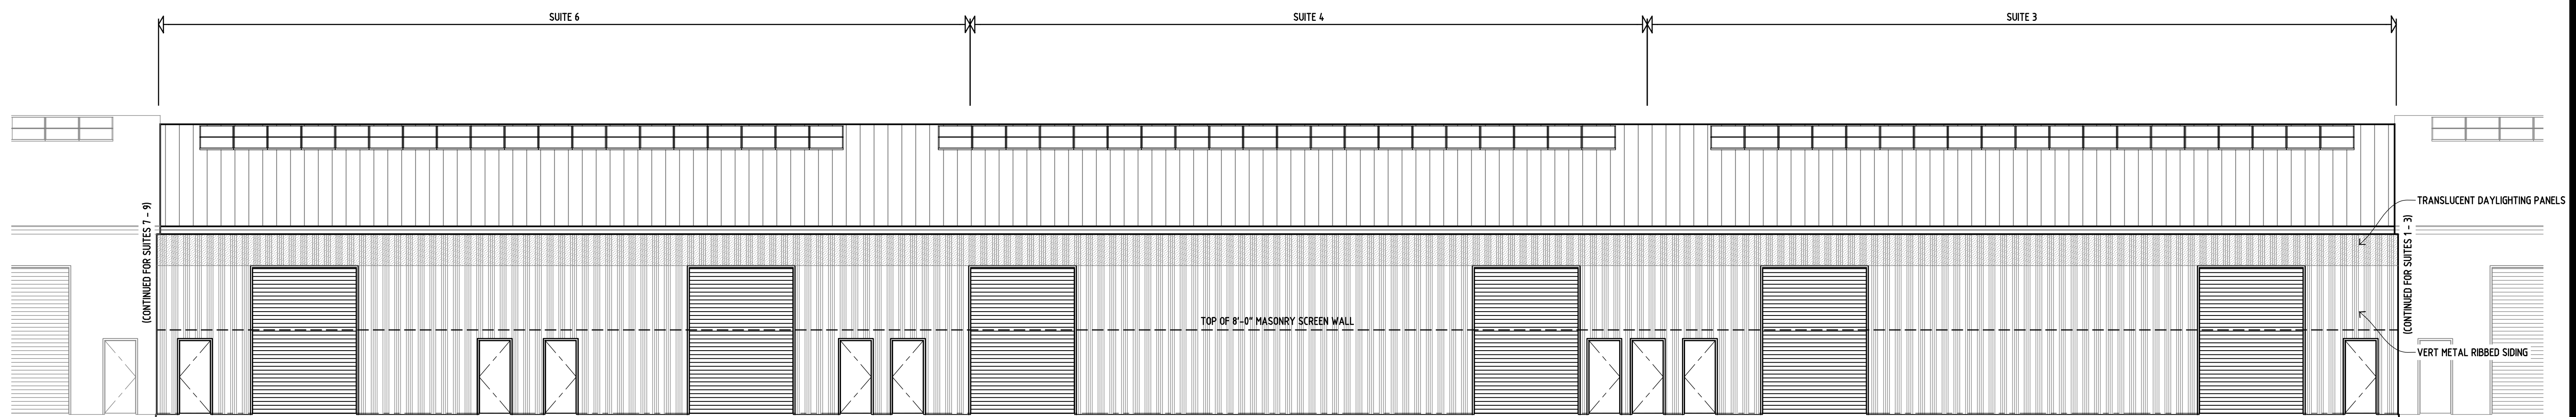 SUITE 6
SUITE 4
SUITE 3
(CONTINUED FOR SUITES 7 - 9)
TRANSLUCENT DAYLIGHTING PANELS
(CONTINUED FOR SUITES 1 - 3)
TOP OF 8'-0" MASONRY SCREEN WALL
VERT METAL RIBBED SIDING